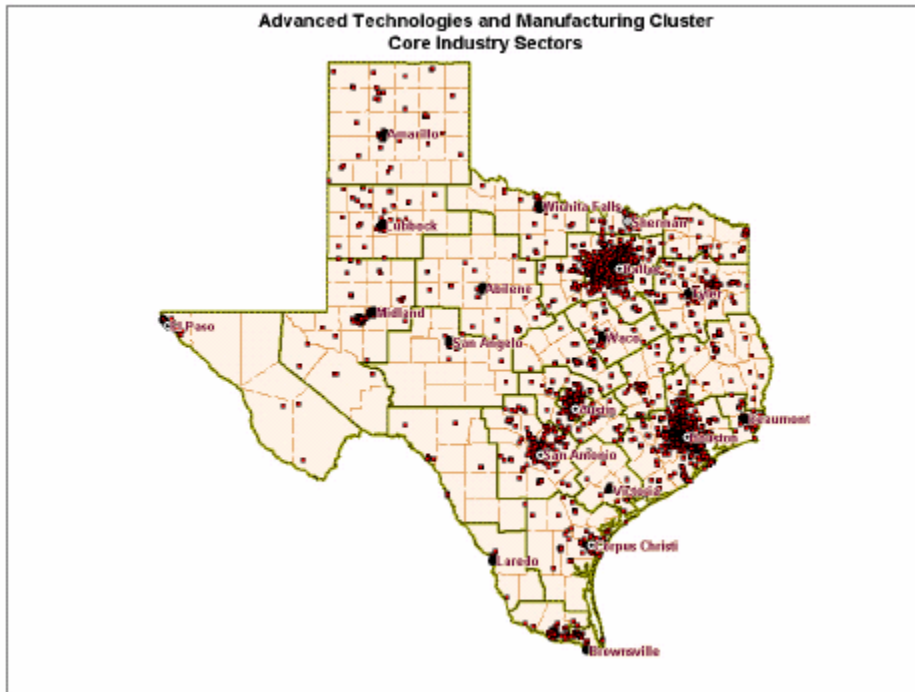 Advanced Technologies and Manufacturing Cluster
Core Industry Sectors
Amarillo
Wichita Falls
Sherman
Lubbock
Dallas
Tyler
Abilene
Midland
El Paso
San Angelo
Waco
Austin
Beaumont
Houston
San Antonio
Victoria
Corpus Christi
Laredo
Brownsville